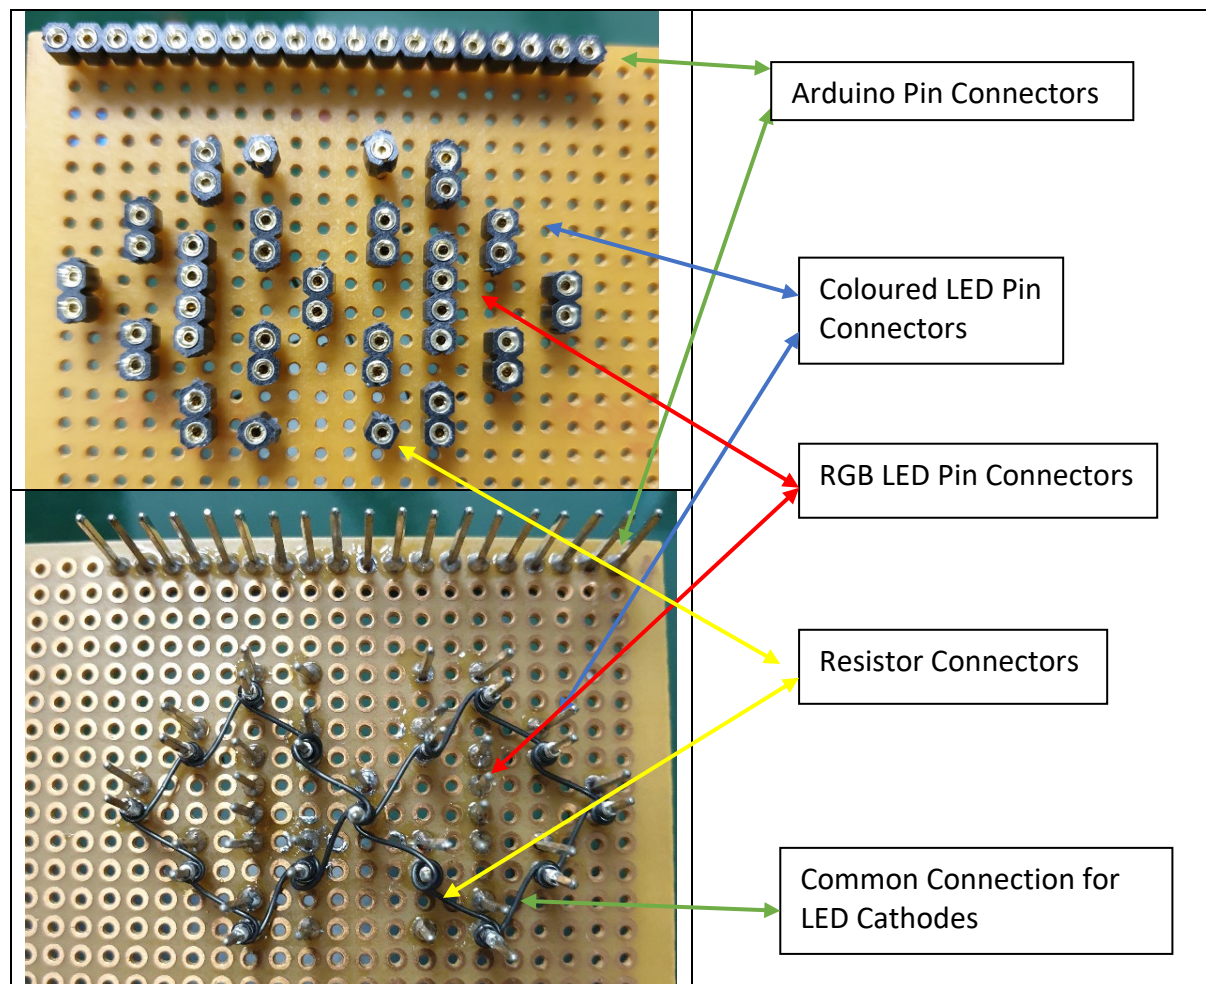 Arduino Pin Connectors
Coloured LED Pin
Connectors
RGB LED Pin Connectors
Resistor Connectors
Common Connection for
LED Cathodes